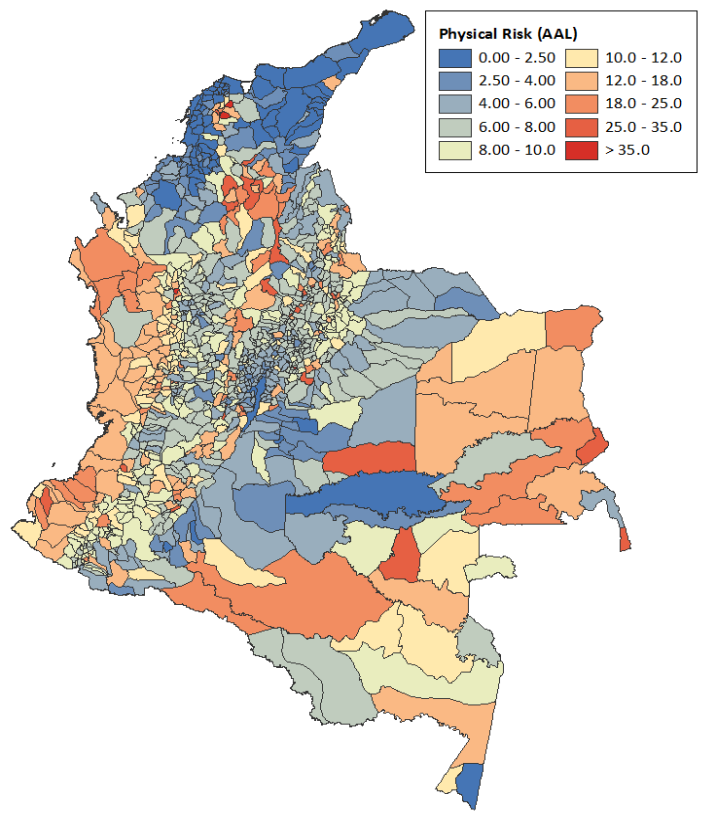 Physical Risk (AAL)
0.00 - 2.50 10.0 - 12.0
2.50 - 4.00 12.0 - 18.0
4.00 - 6.00 18.0 - 25.0
6.00 - 8.00 25.0 - 35.0
8.00 - 10.0 > 35.0